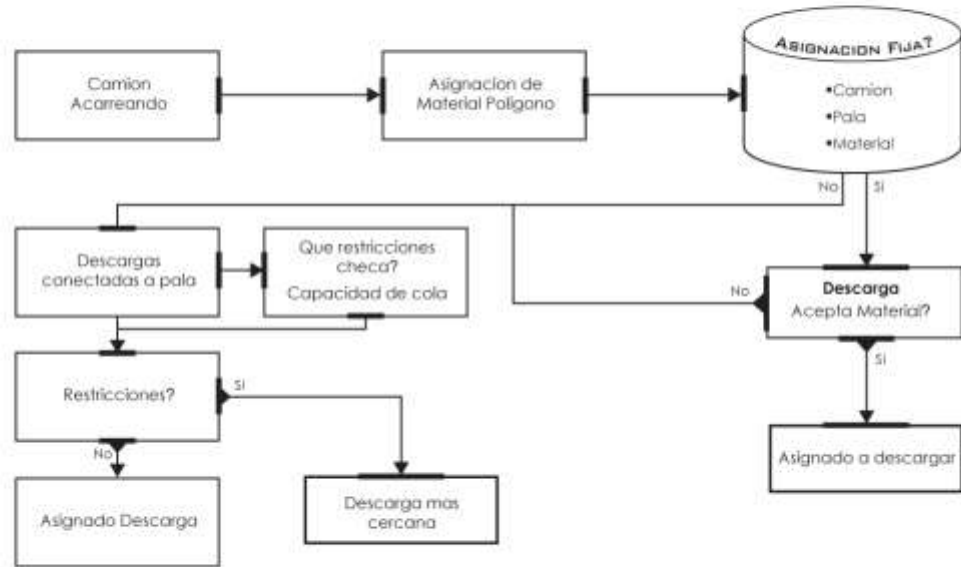 Camion
Acarreando
Asignacion de
Material Poligono
ASIGNACION FIJA?
•Camion
•Pala
•Material
No
Si
Descargas
conectadas a pala
Que restricciones
checa?
Capacidad de cola
No
Descarga
Acepta Material?
Si
Restricciones?
Si
No
Asignado a descargar
Asignado Descarga
Descarga mas
cercana